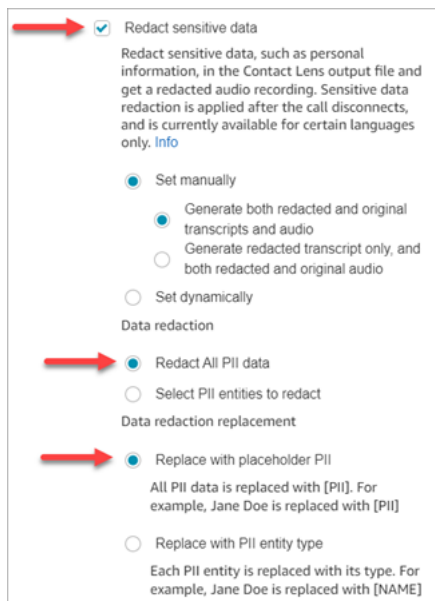 Redact sensitive data
Redact sensitive data, such as personal
information, in the Contact Lens output file and
get a redacted audio recording. Sensitive data
redaction is applied after the call disconnects,
and is currently available for certain languages
only. Info
Set manually
Generate both redacted and original
transcripts and audio
Generate redacted transcript only, and
both redacted and original audio
Set dynamically
Data redaction
Redact All PII data
Select PII entities to redact
Data redaction replacement
Replace with placeholder PII
All PII data is replaced with [PII]. For
example, Jane Doe is replaced with [PII]
Replace with PII entity type
Each PII entity is replaced with its type. For
example, Jane Doe is replaced with [NAME]